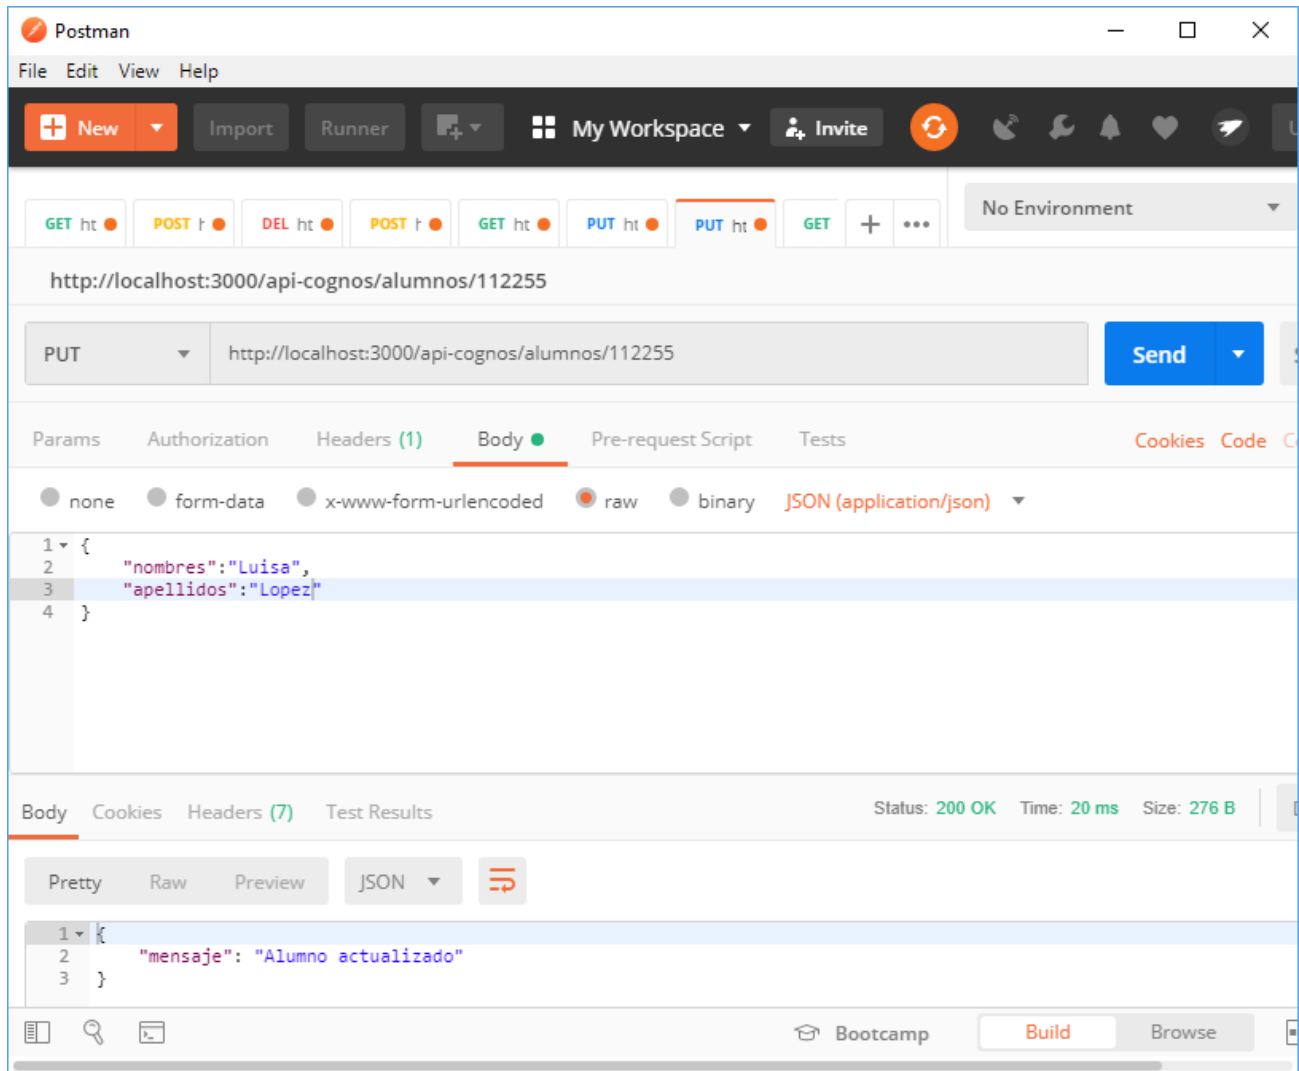 Postman
File Edit View Help
New Import Runner My Workspace Invite
GET ht POST DEL ht POST GET ht PUT ht PUT ht GET
No Environment
http://localhost:3000/api-cognos/alumnos/112255
PUT http://localhost:3000/api-cognos/alumnos/112255 Send
Params Authorization Headers (1) Body Pre-request Script Tests Cookies Code
none form-data x-www-form-urlencoded raw binary JSON (application/json)
1 {
2 "nombres":"Luisa",
3 "apellidos":"Lopez"
4 }
Body Cookies Headers (7) Test Results Status: 200 OK Time: 20 ms Size: 276 B
Pretty Raw Preview JSON
1 {
2 "mensaje": "Alumno actualizado"
3 }
Bootcamp Build Browse